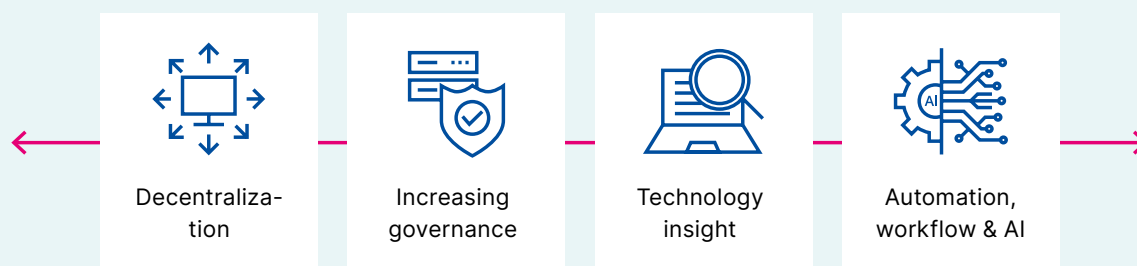 Decentraliza-
tion
Increasing
governance
Technology
insight
AI
Automation,
workflow & AI